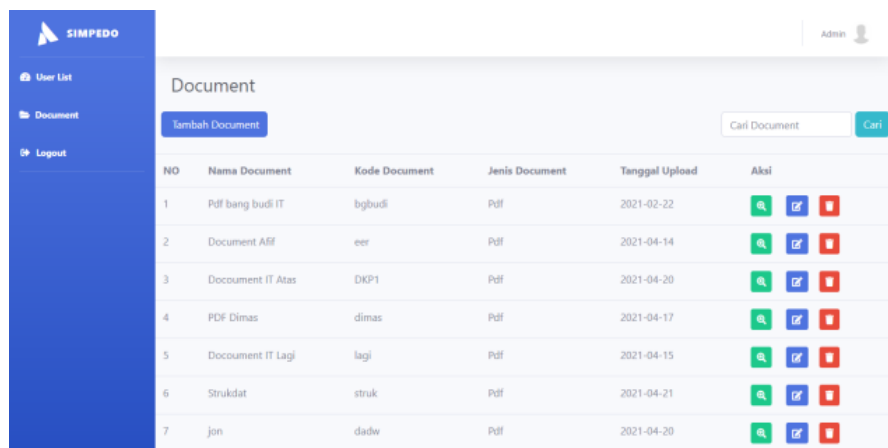 SIMPEDO
Admin
User List
Document
Logout
Document
Tambah Document
Cari Document
Cari
NO Nama Document Kode Document Jenis Document Tanggal Upload Aksi
1 Pdf bang budi IT bgbudi Pdf 2021-02-22
2 Document Afif eer Pdf 2021-04-14
3 Docoument IT Atas DKP1 Pdf 2021-04-20
4 PDF Dimas dimas Pdf 2021-04-17
5 Docoument IT Lagi lagi Pdf 2021-04-15
6 Strukdat struk Pdf 2021-04-21
7 jon dadw Pdf 2021-04-20